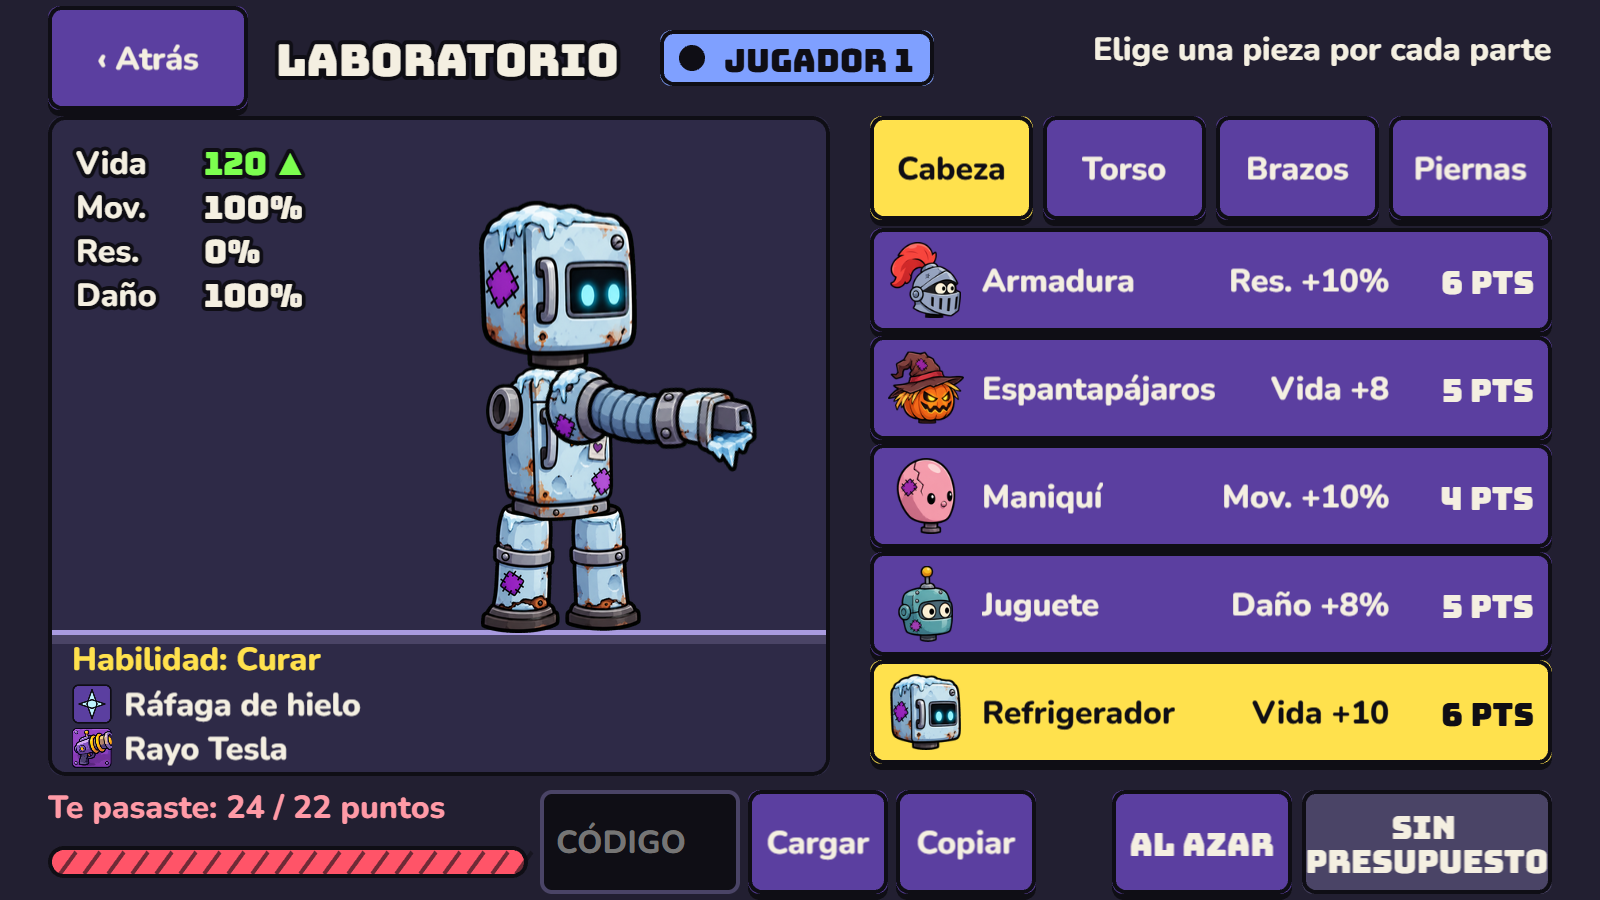 ‹ Atrás
LABORATORIO
JUGADOR 1
Elige una pieza por cada parte
Vida 120 ▲
Mov. 100%
Res. 0%
Daño 100%
Habilidad: Curar
Ráfaga de hielo
Rayo Tesla
Cabeza
Torso
Brazos
Piernas
Armadura Res. +10% 6 PTS
Espantapájaros Vida +8 5 PTS
Maniquí Mov. +10% 4 PTS
Juguete Daño +8% 5 PTS
Refrigerador Vida +10 6 PTS
Te pasaste: 24 / 22 puntos
CÓDIGO
Cargar
Copiar
AL AZAR
SIN
PRESUPUESTO